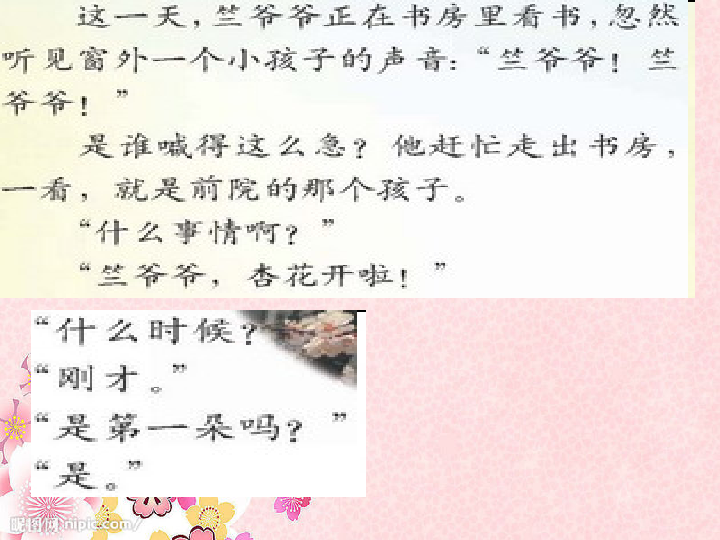 这一天,竺爷爷正在书房里看书,忽然
听见窗外一个小孩子的声音:“竺爷爷!竺
爷爷!”
是谁喊得这么急?他赶忙走出书房,
一看,就是前院的那个孩子。
“什么事情啊?”
“竺爷爷,杏花开啦!”
“什么时候?
“刚才。”
“是第一朵吗?”
“是。”
昵图网 nipic.com/